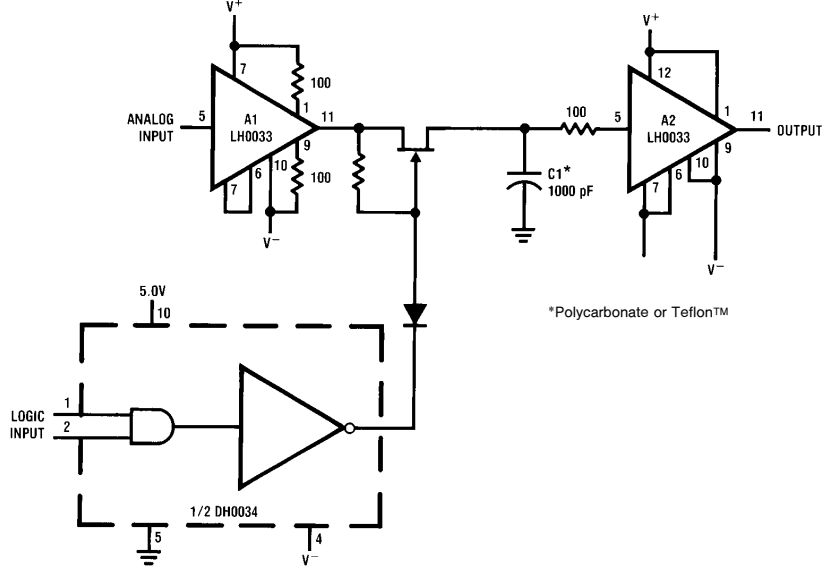 V+
7
100
1
ANALOG
INPUT
5
A1
LH0033
11
9
10
100
6
7
V−
100
C1*
1000 pF
V+
12
5
A2
LH0033
1
11
OUTPUT
9
10
6
7
V−
*Polycarbonate or Teflon™
5.0V
10
LOGIC
INPUT
1
2
1/2 DH0034
5
4
V−